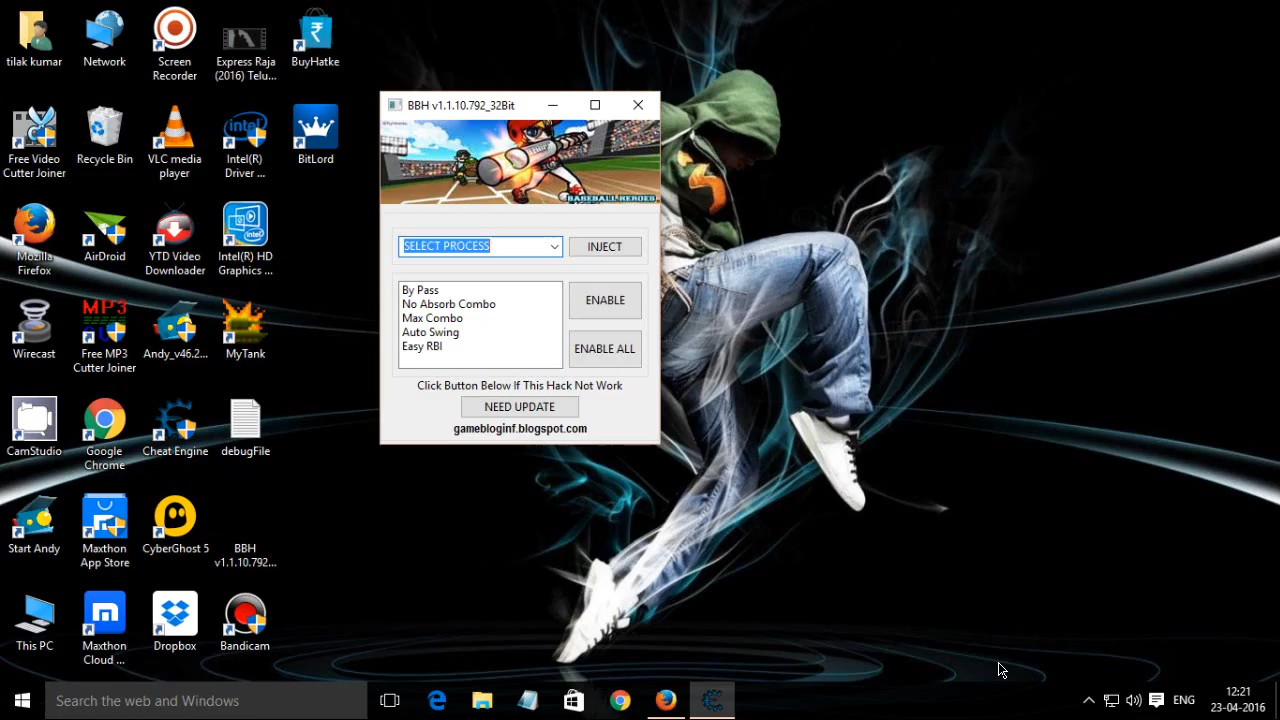 tilak kumar
Network
Screen
Recorder
Express Raja
(2016) Telu...
BuyHatke
Free Video
Cutter Joiner
Recycle Bin
VLC media
player
Intel(R)
Driver ...
BitLord
Mozilla
Firefox
AirDroid
YTD Video
Downloader
Intel(R) HD
Graphics ...
Wirecast
MP3
Free MP3
Cutter Joiner
Andy_v46.2...
MyTank
CamStudio
Google
Chrome
Cheat Engine
debugFile
Start Andy
Maxthon
App Store
CyberGhost 5
BBH
v1.1.10.792...
This PC
Maxthon
Cloud ...
Dropbox
Bandicam
BBH v1.1.10.792_32Bit
BASEBALL HEROES
SELECT PROCESS
INJECT
By Pass
No Absorb Combo
Max Combo
Auto Swing
Easy RBI
ENABLE
ENABLE ALL
Click Button Below If This Hack Not Work
NEED UPDATE
gamebloginf.blogspot.com
Search the web and Windows
ENG
12:21
23-04-2016